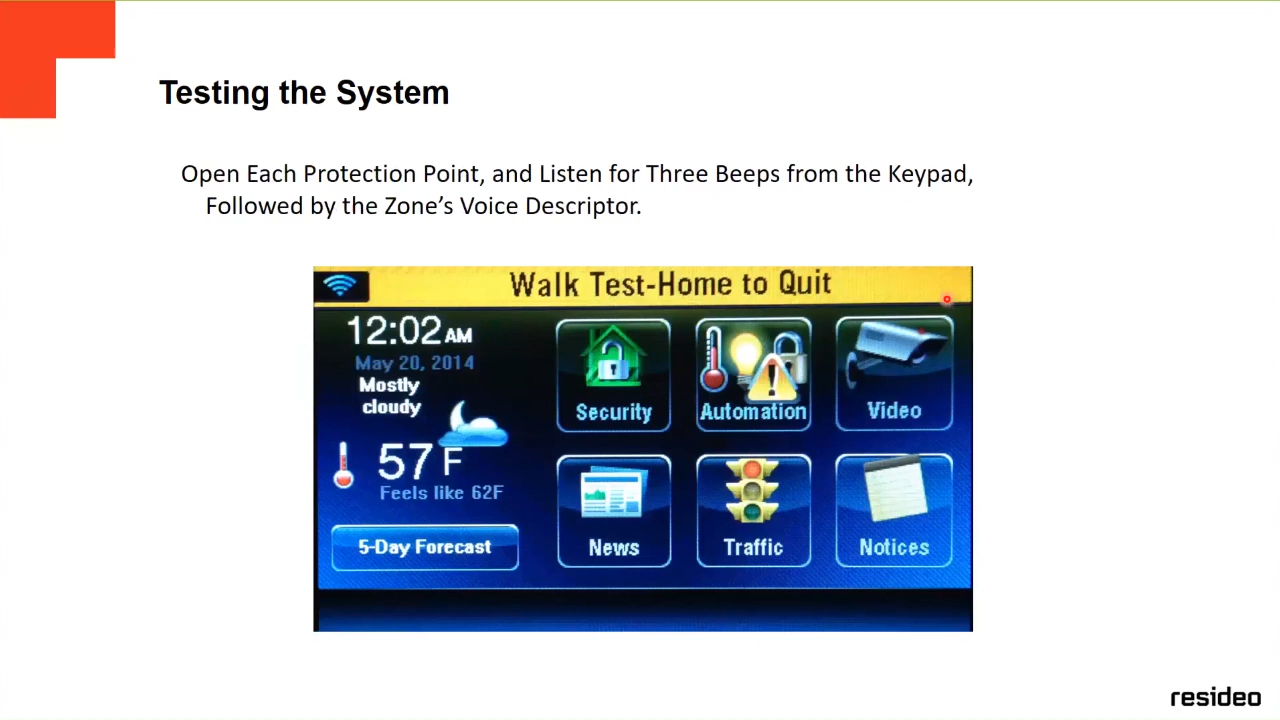 Testing the System
Open Each Protection Point, and Listen for Three Beeps from the Keypad,
Followed by the Zone’s Voice Descriptor.
Walk Test-Home to Quit
12:02 AM
May 20, 2014
Mostly
cloudy
57 F
Feels like 62F
5-Day Forecast
Security
Automation
Video
News
Traffic
Notices
resideo